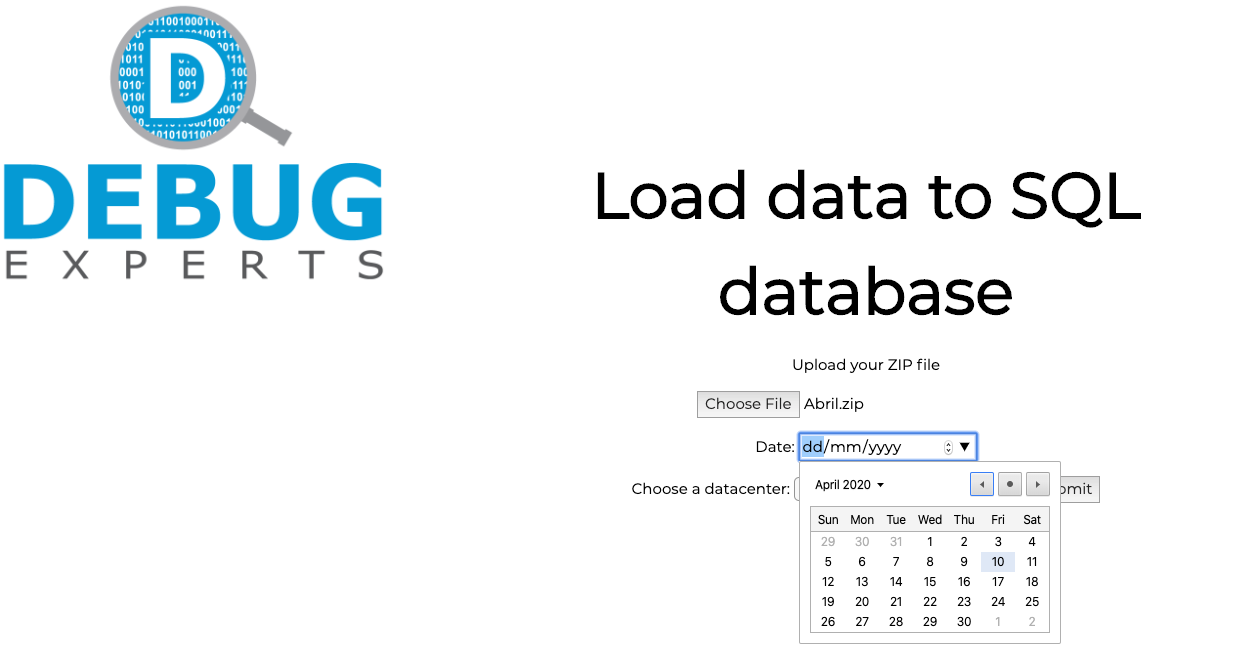 D
DEBUG
EXPERTS
Load data to SQL
database
Upload your ZIP file
Choose File Abril.zip
Date: dd/mm/yyyy
Choose a datacenter:
April 2020
Sun Mon Tue Wed Thu Fri Sat
29 30 31 1 2 3 4
5 6 7 8 9 10 11
12 13 14 15 16 17 18
19 20 21 22 23 24 25
26 27 28 29 30 1 2